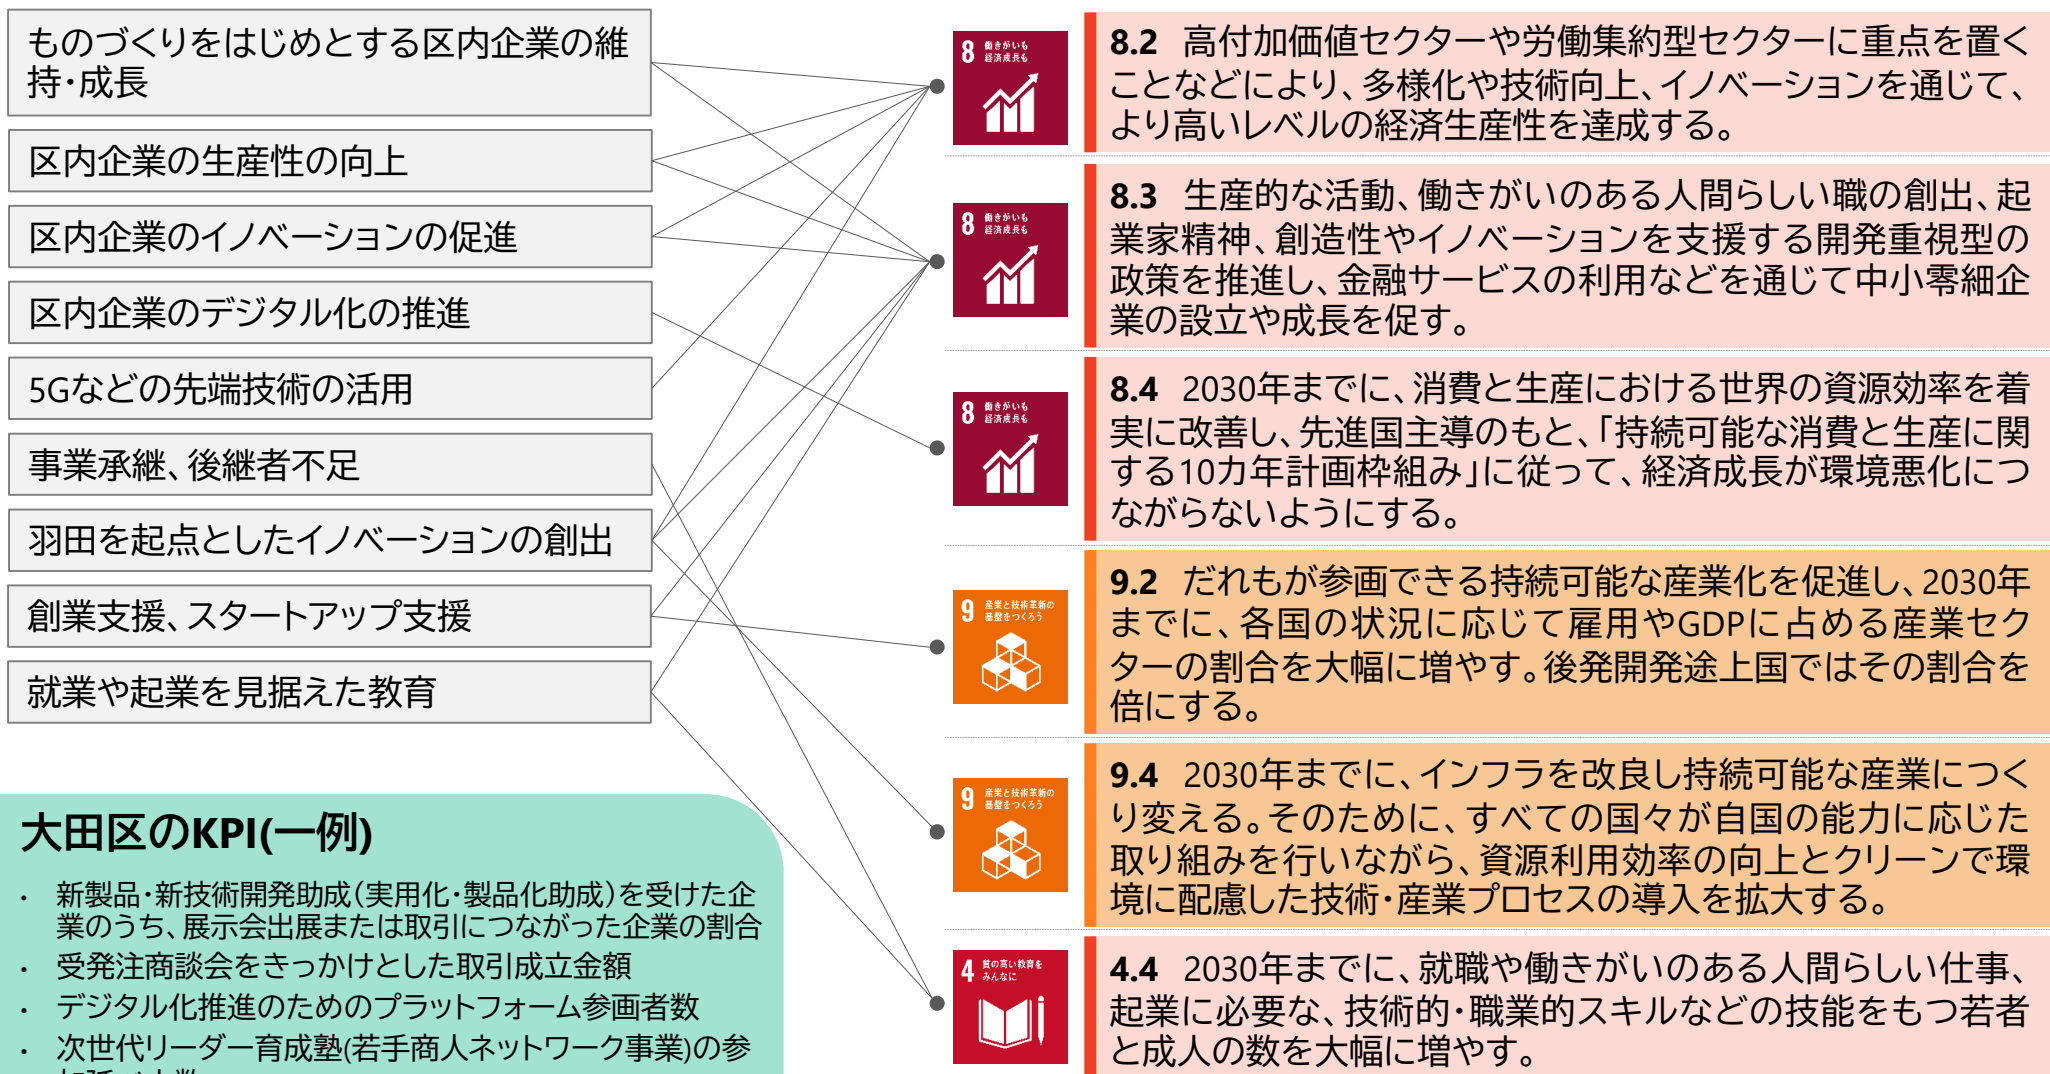 ものづくりをはじめとする区内企業の維
持・成長
区内企業の生産性の向上
区内企業のイノベーションの促進
区内企業のデジタル化の推進
5Gなどの先端技術の活用
事業承継、後継者不足
羽田を起点としたイノベーションの創出
創業支援、スタートアップ支援
就業や起業を見据えた教育
大田区のKPI(一例)
・ 新製品・新技術開発助成（実用化・製品化助成）を受けた企
業のうち、展示会出展または取引につながった企業の割合
・ 受発注商談会をきっかけとした取引成立金額
・ デジタル化推進のためのプラットフォーム参画者数
・ 次世代リーダー育成塾(若手商人ネットワーク事業)の参
8 働きがいも
経済成長も
8.2 高付加価値セクターや労働集約型セクターに重点を置く
ことなどにより、多様化や技術向上、イノベーションを通じて、
より高いレベルの経済生産性を達成する。
8 働きがいも
経済成長も
8.3 生産的な活動、働きがいのある人間らしい職の創出、起
業家精神、創造性やイノベーションを支援する開発重視型の
政策を推進し、金融サービスの利用などを通じて中小零細企
業の設立や成長を促す。
8 働きがいも
経済成長も
8.4 2030年までに、消費と生産における世界の資源効率を着
実に改善し、先進国主導のもと、「持続可能な消費と生産に関
する10カ年計画枠組み」に従って、経済成長が環境悪化につ
ながらないようにする。
9 産業と技術革新の
基盤をつくろう
9.2 だれもが参画できる持続可能な産業化を促進し、2030年
までに、各国の状況に応じて雇用やGDPに占める産業セク
ターの割合を大幅に増やす。後発開発途上国ではその割合を
倍にする。
9 産業と技術革新の
基盤をつくろう
9.4 2030年までに、インフラを改良し持続可能な産業につく
り変える。そのために、すべての国々が自国の能力に応じた
取り組みを行いながら、資源利用効率の向上とクリーンで環
境に配慮した技術・産業プロセスの導入を拡大する。
4 質の高い教育を
みんなに
4.4 2030年までに、就職や働きがいのある人間らしい仕事、
起業に必要な、技術的・職業的スキルなどの技能をもつ若者
と成人の数を大幅に増やす。